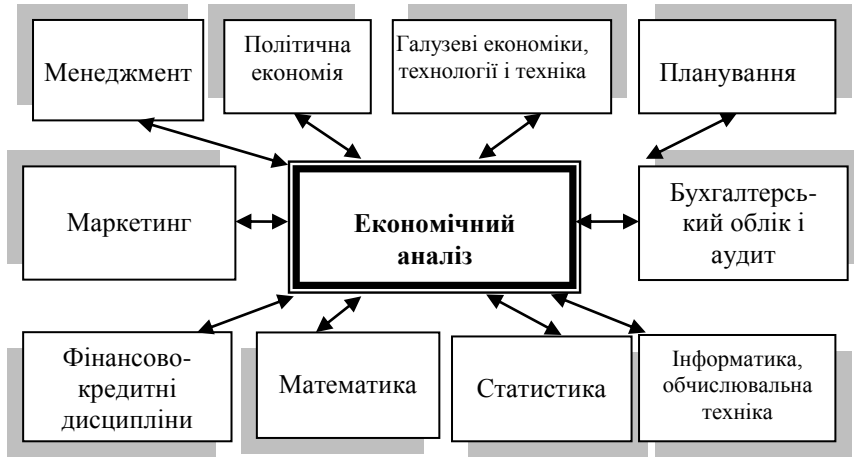 Менеджмент
Політична
економія
Галузеві економіки,
технології і техніка
Планування
Маркетинг
Економічний
аналіз
Бухгалтерсь-
кий облік і
аудит
Фінансово-
кредитні
дисципліни
Математика
Статистика
Інформатика,
обчислювальна
техніка